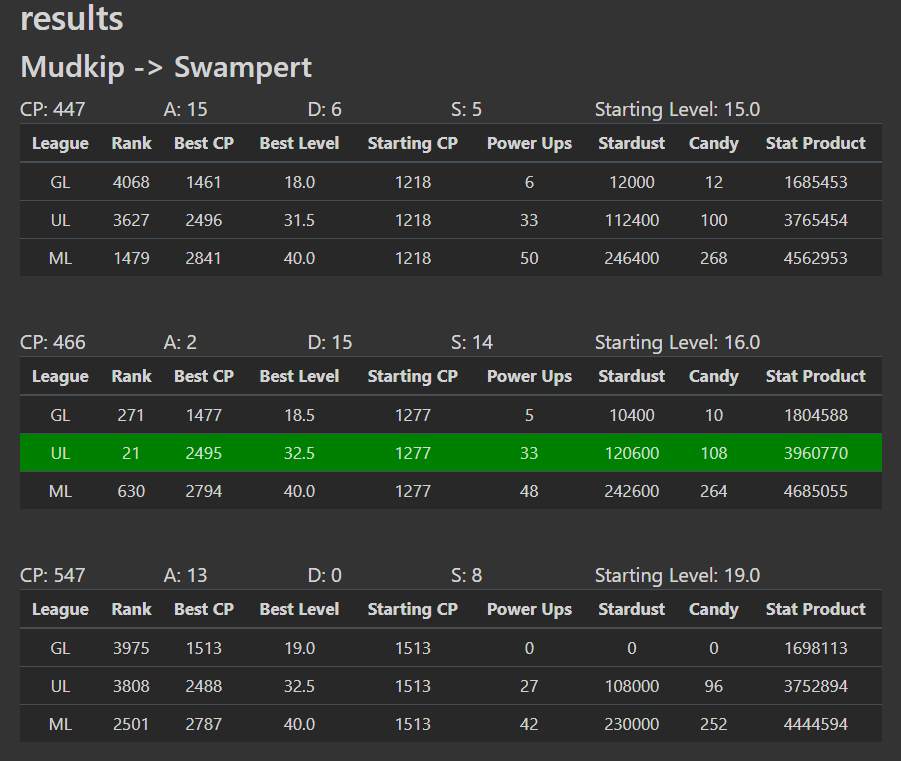 results
Mudkip -> Swampert
CP: 447 A: 15 D: 6 S: 5 Starting Level: 15.0
League Rank Best CP Best Level Starting CP Power Ups Stardust Candy Stat Product
GL 4068 1461 18.0 1218 6 12000 12 1685453
UL 3627 2496 31.5 1218 33 112400 100 3765454
ML 1479 2841 40.0 1218 50 246400 268 4562953
CP: 466 A: 2 D: 15 S: 14 Starting Level: 16.0
League Rank Best CP Best Level Starting CP Power Ups Stardust Candy Stat Product
GL 271 1477 18.5 1277 5 10400 10 1804588
UL 21 2495 32.5 1277 33 120600 108 3960770
ML 630 2794 40.0 1277 48 242600 264 4685055
CP: 547 A: 13 D: 0 S: 8 Starting Level: 19.0
League Rank Best CP Best Level Starting CP Power Ups Stardust Candy Stat Product
GL 3975 1513 19.0 1513 0 0 0 1698113
UL 3808 2488 32.5 1513 27 108000 96 3752894
ML 2501 2787 40.0 1513 42 230000 252 4444594